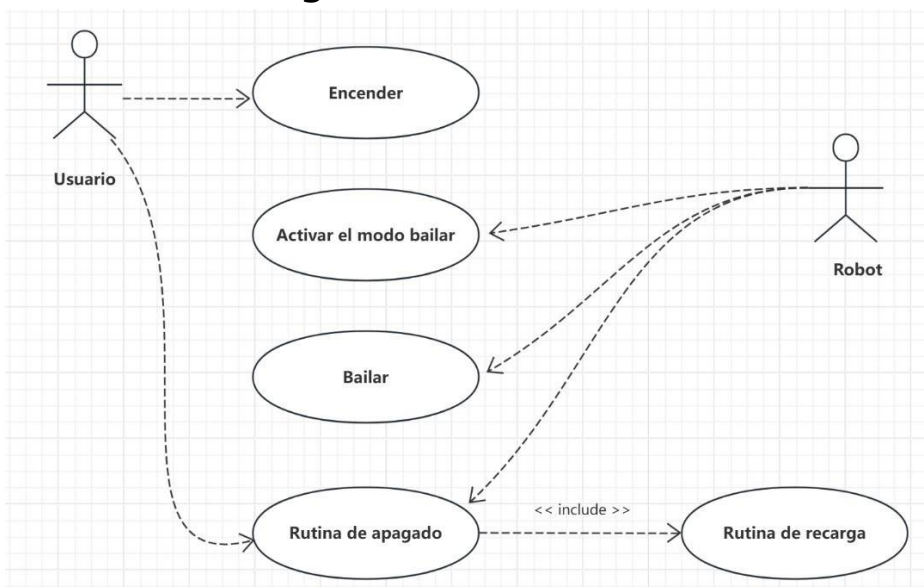 Encender
Usuario
Activar el modo bailar
Robot
Bailar
<< include >>
Rutina de apagado
Rutina de recarga